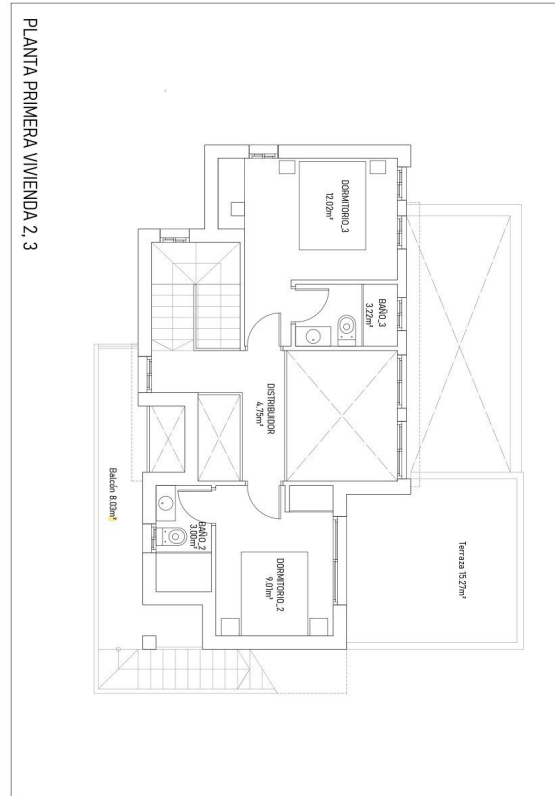 PLANTA PRIMERA VIVIENDA 2, 3
DORMITORIO_3
12.02m²
BAÑO_3
3.22m²
DISTRIBUIDOR
4.75m²
Balcón 8.03m²
BAÑO_2
3.00m²
DORMITORIO_2
9.01m²
Terraza 15.27m²